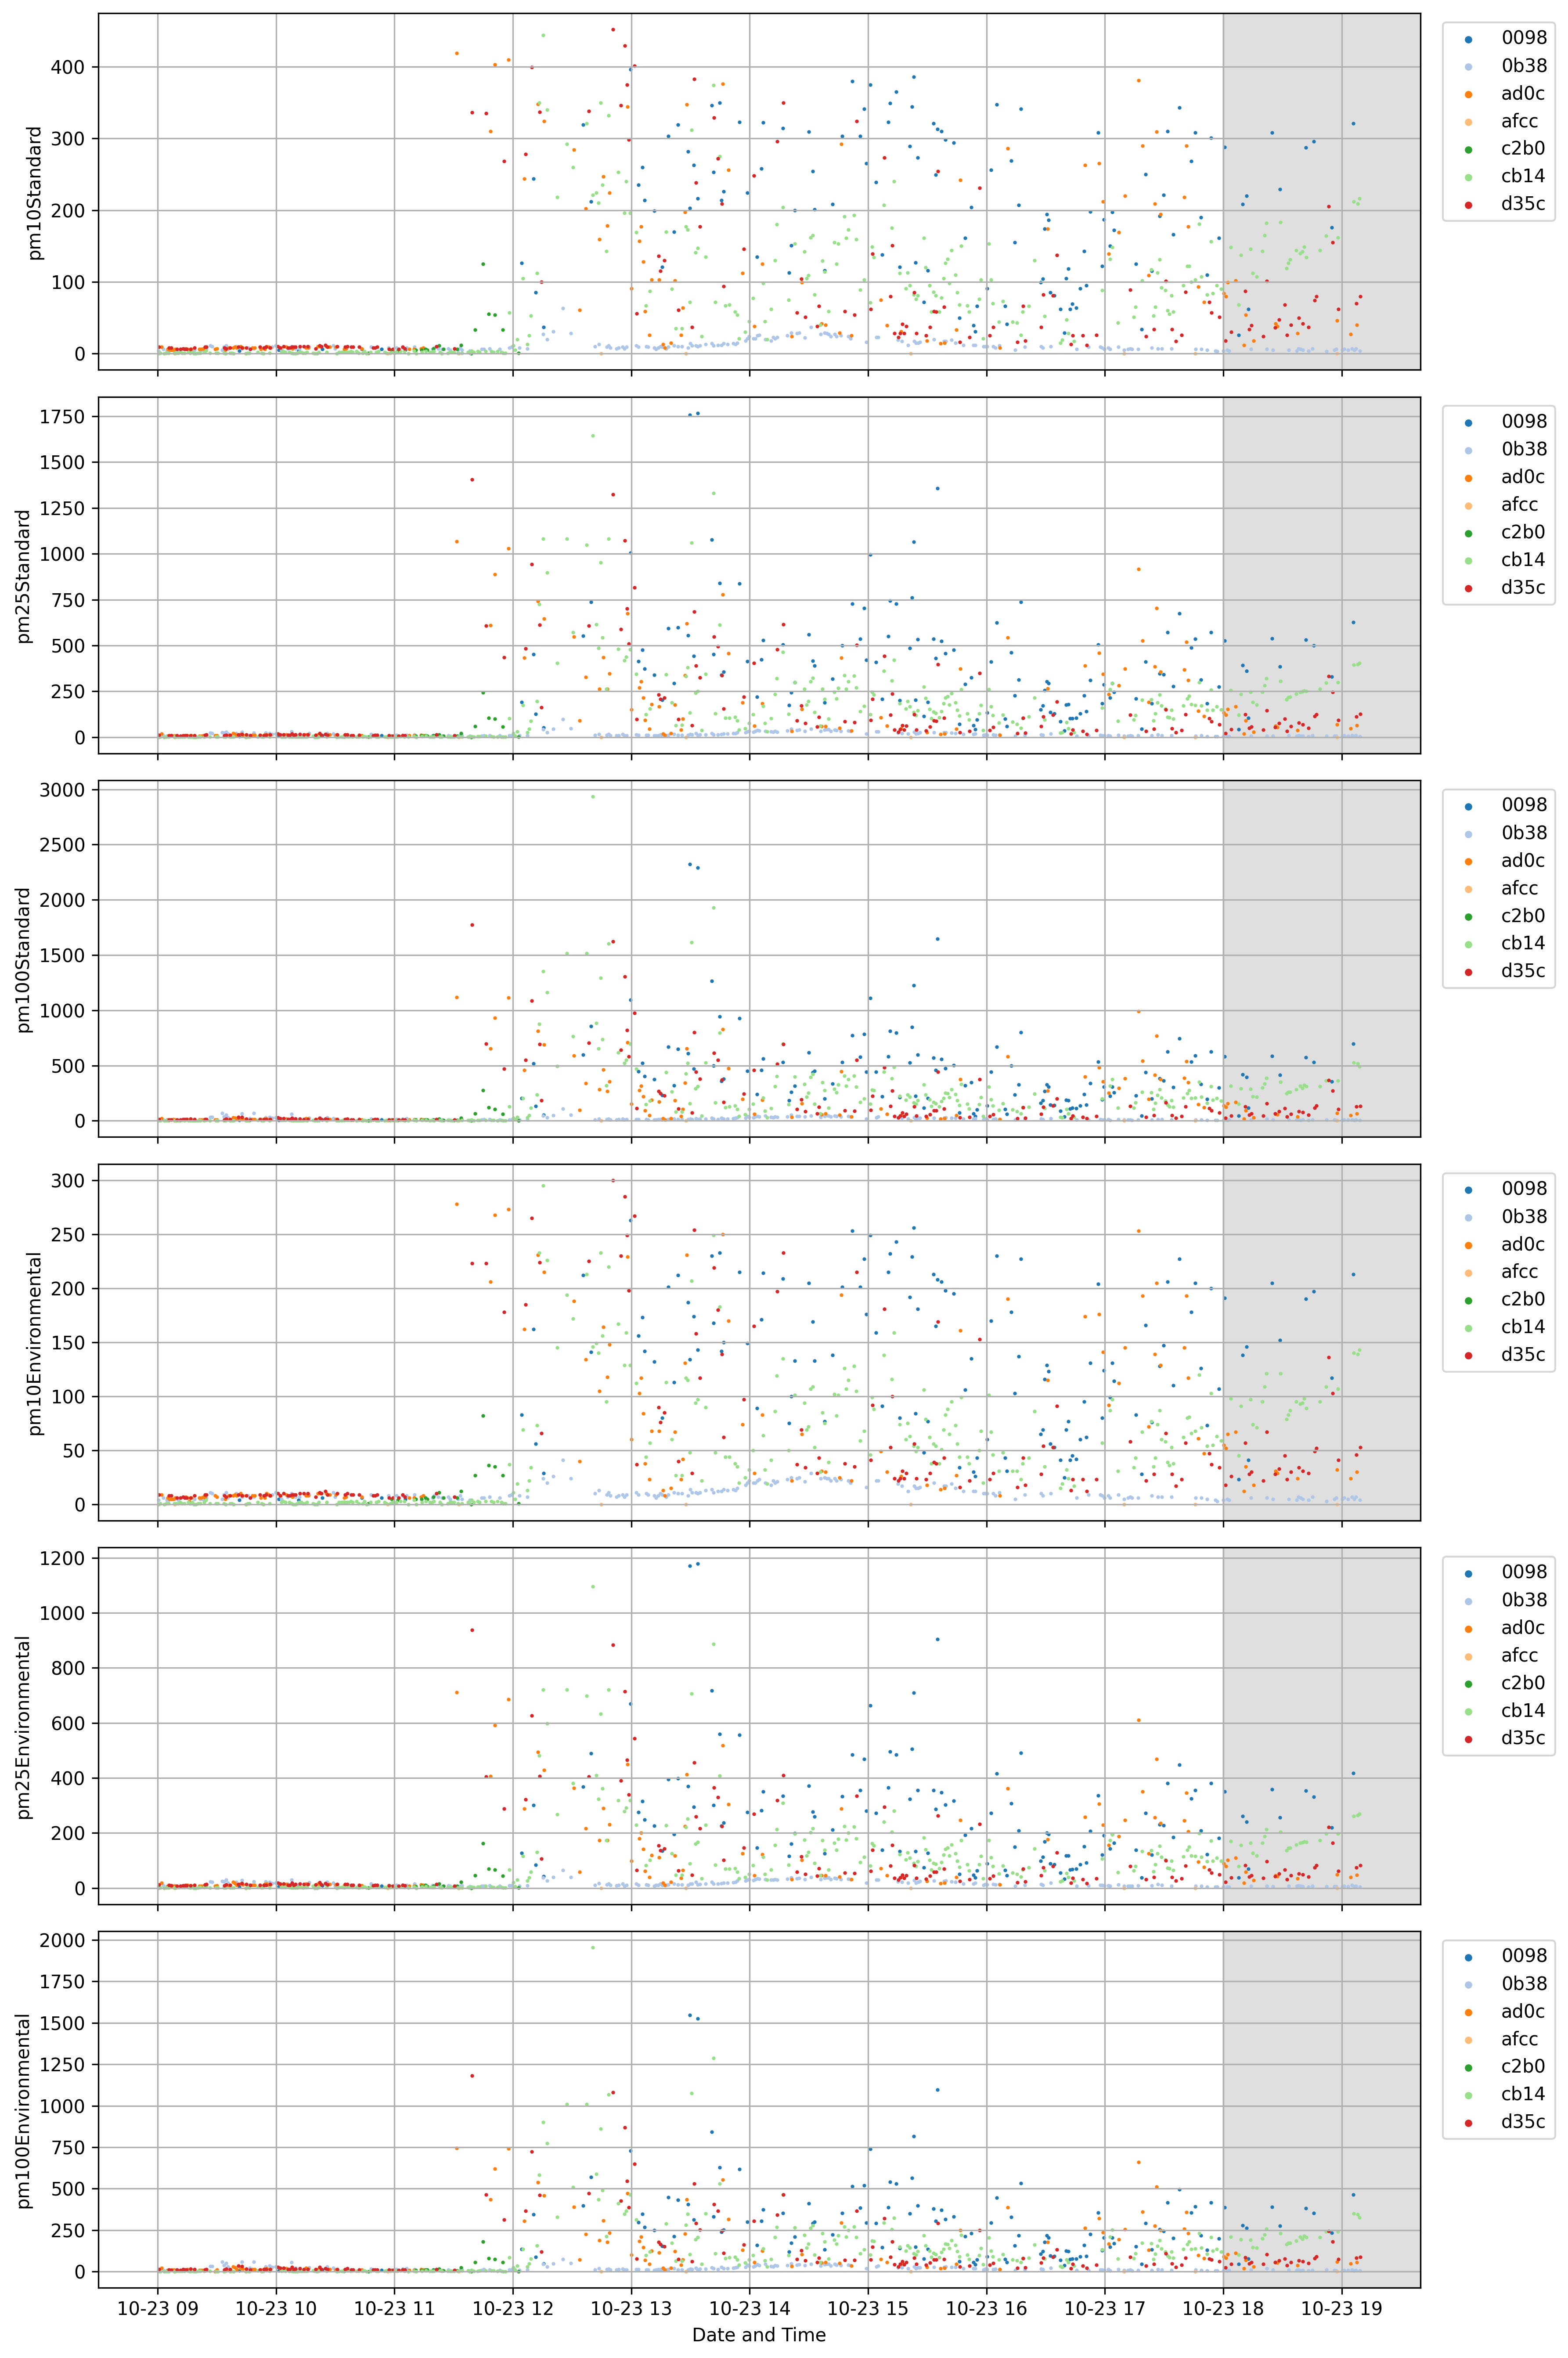 pm10Standard
400
300
200
100
0
0098
0b38
ad0c
afcc
c2b0
cb14
d35c
pm25Standard
1750
1500
1250
1000
750
500
250
0
0098
0b38
ad0c
afcc
c2b0
cb14
d35c
pm100Standard
3000
2500
2000
1500
1000
500
0
0098
0b38
ad0c
afcc
c2b0
cb14
d35c
pm10Environmental
300
250
200
150
100
50
0
0098
0b38
ad0c
afcc
c2b0
cb14
d35c
pm25Environmental
1200
1000
800
600
400
200
0
0098
0b38
ad0c
afcc
c2b0
cb14
d35c
pm100Environmental
2000
1750
1500
1250
1000
750
500
250
0
0098
0b38
ad0c
afcc
c2b0
cb14
d35c
10-23 09 10-23 10 10-23 11 10-23 12 10-23 13 10-23 14 10-23 15 10-23 16 10-23 17 10-23 18 10-23 19
Date and Time